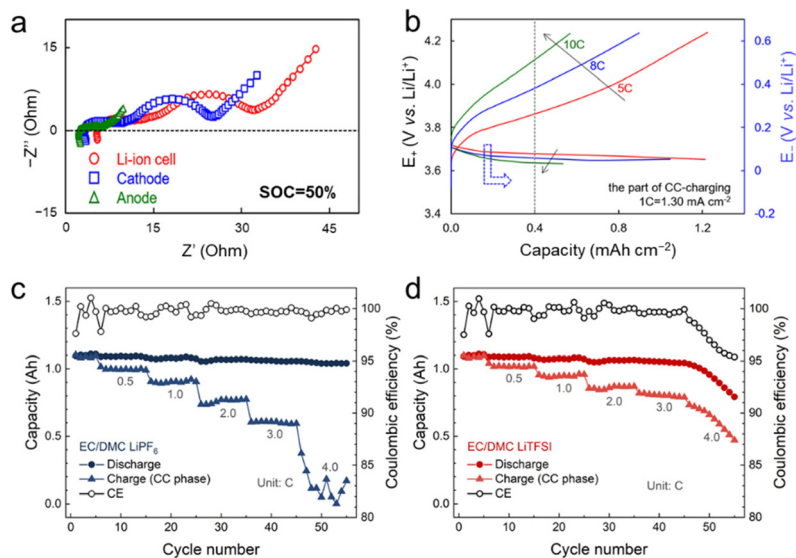 a
15
0
−15
5
15
25
35
45
−Z'' (Ohm)
Z' (Ohm)
Li-ion cell
Cathode
Anode
SOC=50%
b
4.2
4.0
3.8
3.6
3.4
0.0
0.4
0.8
1.2
0.6
0.4
0.2
0
-0.2
E₊ (V vs. Li/Li⁺)
E₋ (V vs. Li/Li⁺)
Capacity (mAh cm⁻²)
10C
8C
5C
the part of CC-charging
1C=1.30 mA cm⁻²
c
1.5
1.0
0.5
0.0
0
10
20
30
40
50
100
95
90
85
80
Capacity (Ah)
Coulombic efficiency (%)
Cycle number
0.5
1.0
2.0
3.0
4.0
EC/DMC LiPF₆
Discharge
Charge (CC phase)
CE
Unit: C
d
1.5
1.0
0.5
0.0
0
10
20
30
40
50
100
95
90
85
80
Capacity (Ah)
Coulombic efficiency (%)
Cycle number
0.5
1.0
2.0
3.0
4.0
EC/DMC LiTFSI
Discharge
Charge (CC phase)
CE
Unit: C